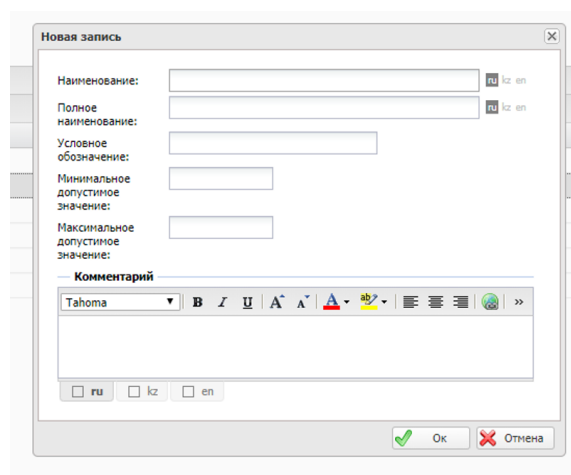 Новая запись
Наименование: ru kz en
Полное ru kz en
наименование:
Условное
обозначение:
Минимальное
допустимое
значение:
Максимальное
допустимое
значение:
Комментарий
Tahoma B I U A A A ab »
ru kz en
Ок Отмена